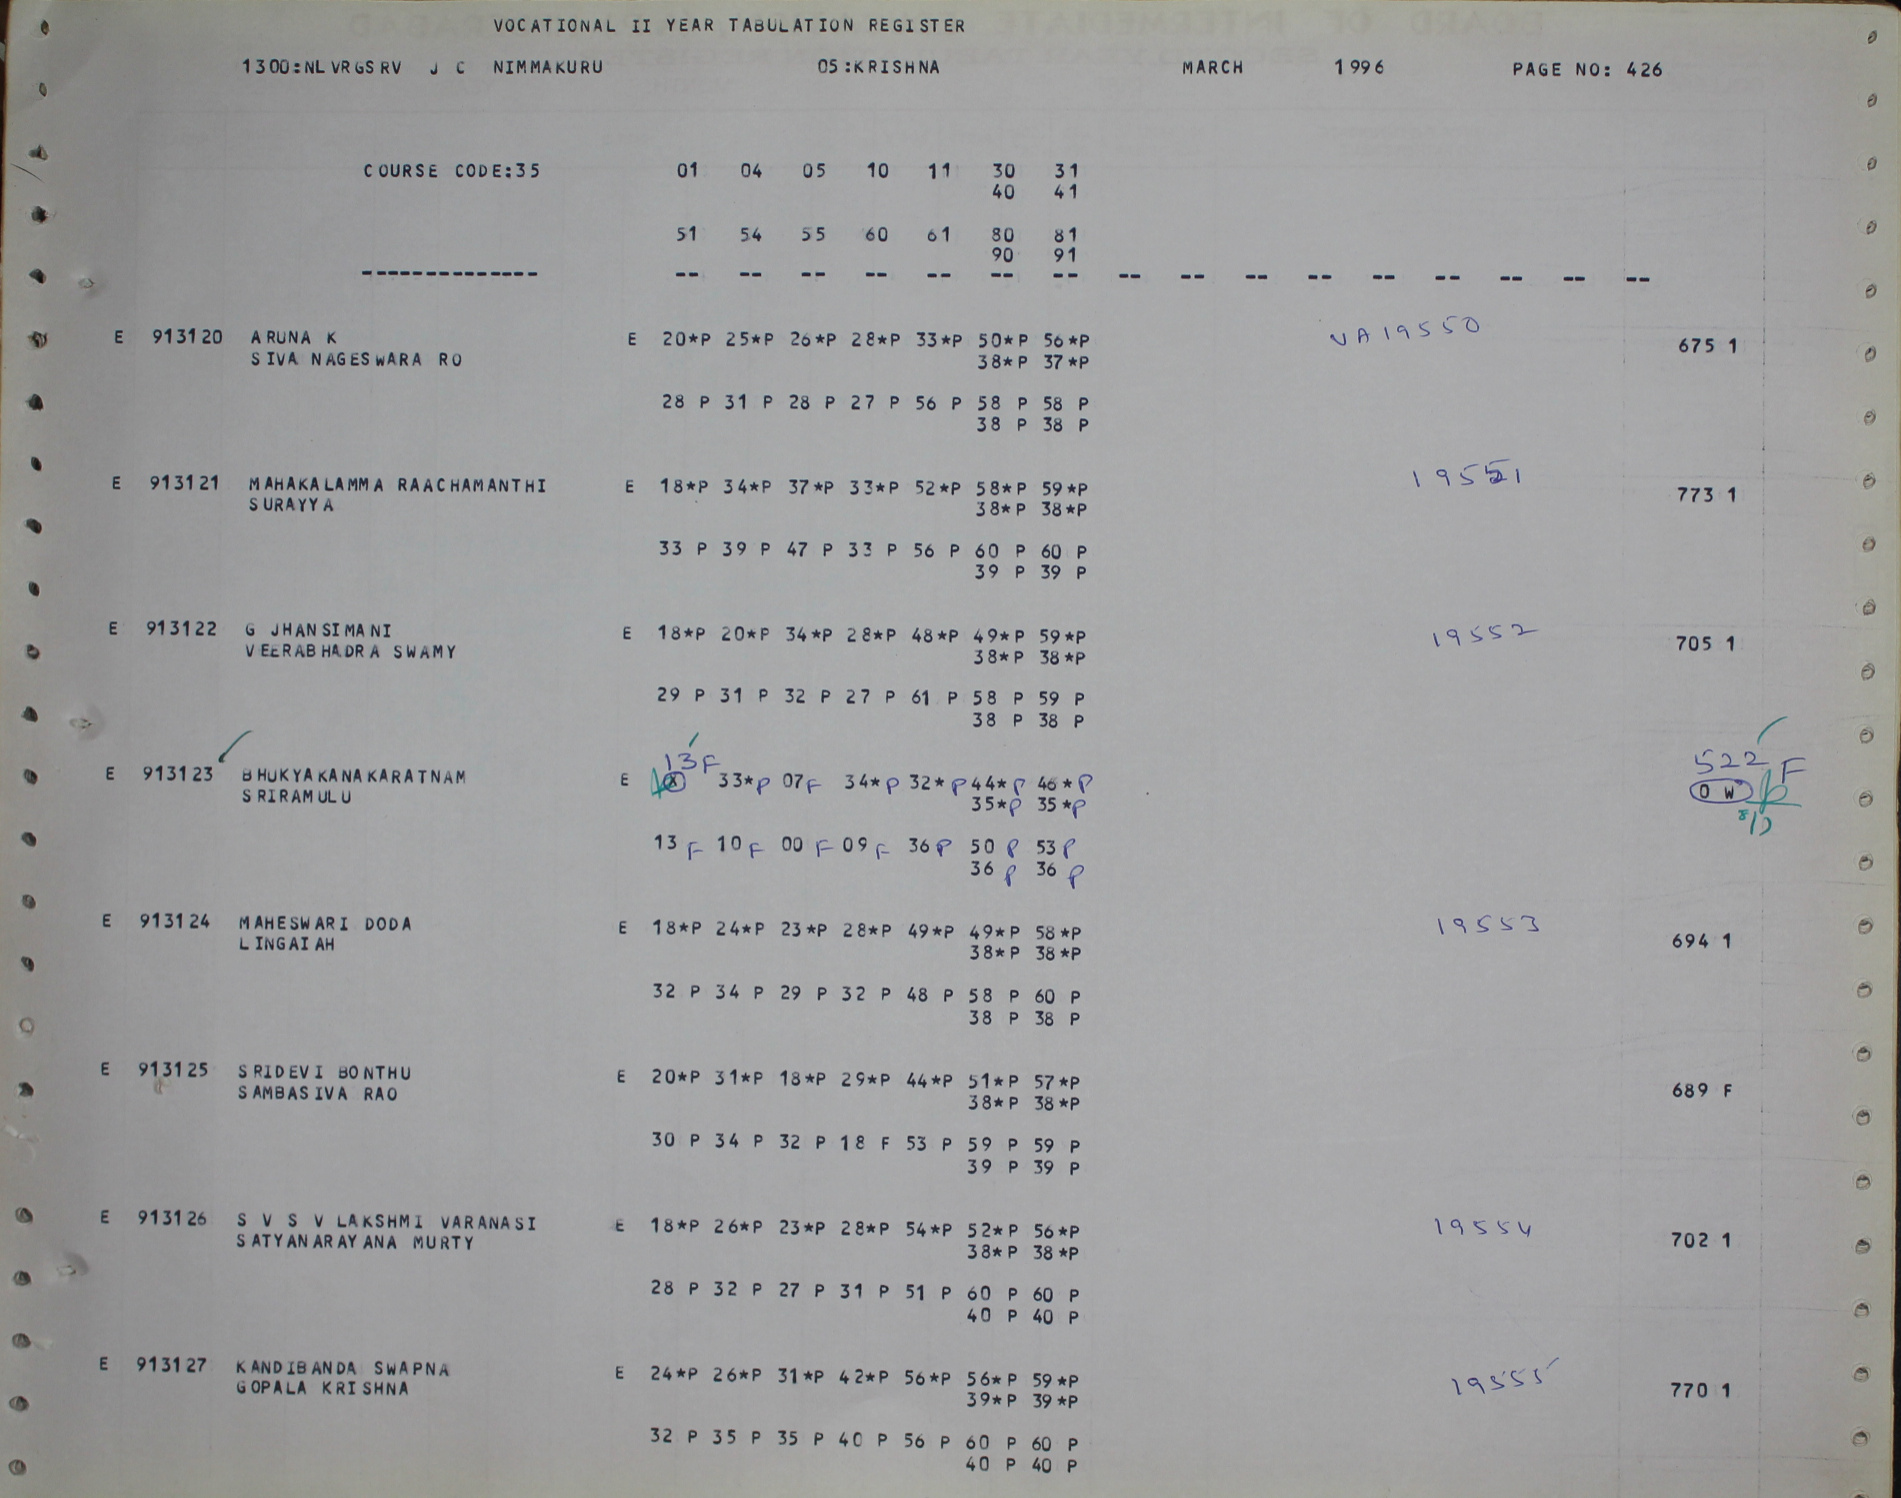 VOCATIONAL II YEAR TABULATION REGISTER
1300:NLVRGSRV J C NIMMAKURU 05:KRISHNA MARCH 1996 PAGE NO: 426
COURSE CODE:35 01 04 05 10 11 30 31
40 41
51 54 55 60 61 80 81
90 91
-------------- -- -- -- -- -- -- -- -- -- -- -- -- -- -- -- --
E 913120 ARUNA K E 20*P 25*P 26*P 28*P 33*P 50*P 56*P VA19550 675 1
SIVA NAGESWARA RO 38*P 37*P
28 P 31 P 28 P 27 P 56 P 58 P 58 P
38 P 38 P
E 913121 MAHAKALAMMA RAACHAMANTHI E 18*P 34*P 37*P 33*P 52*P 58*P 59*P 19551 773 1
SURAYYA 38*P 38*P
33 P 39 P 47 P 33 P 56 P 60 P 60 P
39 P 39 P
E 913122 G JHANSIMANI E 18*P 20*P 34*P 28*P 48*P 49*P 59*P 19552 705 1
VEERABHADRA SWAMY 38*P 38*P
29 P 31 P 32 P 27 P 61 P 58 P 59 P
38 P 38 P
13F 522 F
E 913123 BHUKYAKANAKARATNAM E 33*P 07F 34*P 32*P 44*P 46*P O W
SRIRAMULU 35*P 35*P
13 F 10 F 00 F 09 F 36 P 50 P 53 P
36 P 36 P
E 913124 MAHESWARI DODA E 18*P 24*P 23*P 28*P 49*P 49*P 58*P 19553 694 1
LINGAIAH 38*P 38*P
32 P 34 P 29 P 32 P 48 P 58 P 60 P
38 P 38 P
E 913125 SRIDEVI BONTHU E 20*P 31*P 18*P 29*P 44*P 51*P 57*P 689 F
SAMBASIVA RAO 38*P 38*P
30 P 34 P 32 P 18 F 53 P 59 P 59 P
39 P 39 P
E 913126 S V S V LAKSHMI VARANASI E 18*P 26*P 23*P 28*P 54*P 52*P 56*P 19554 702 1
SATYANARAYANA MURTY 38*P 38*P
28 P 32 P 27 P 31 P 51 P 60 P 60 P
40 P 40 P
E 913127 KANDIBANDA SWAPNA E 24*P 26*P 31*P 42*P 56*P 56*P 59*P 19555 770 1
GOPALA KRISHNA 39*P 39*P
32 P 35 P 35 P 40 P 56 P 60 P 60 P
40 P 40 P